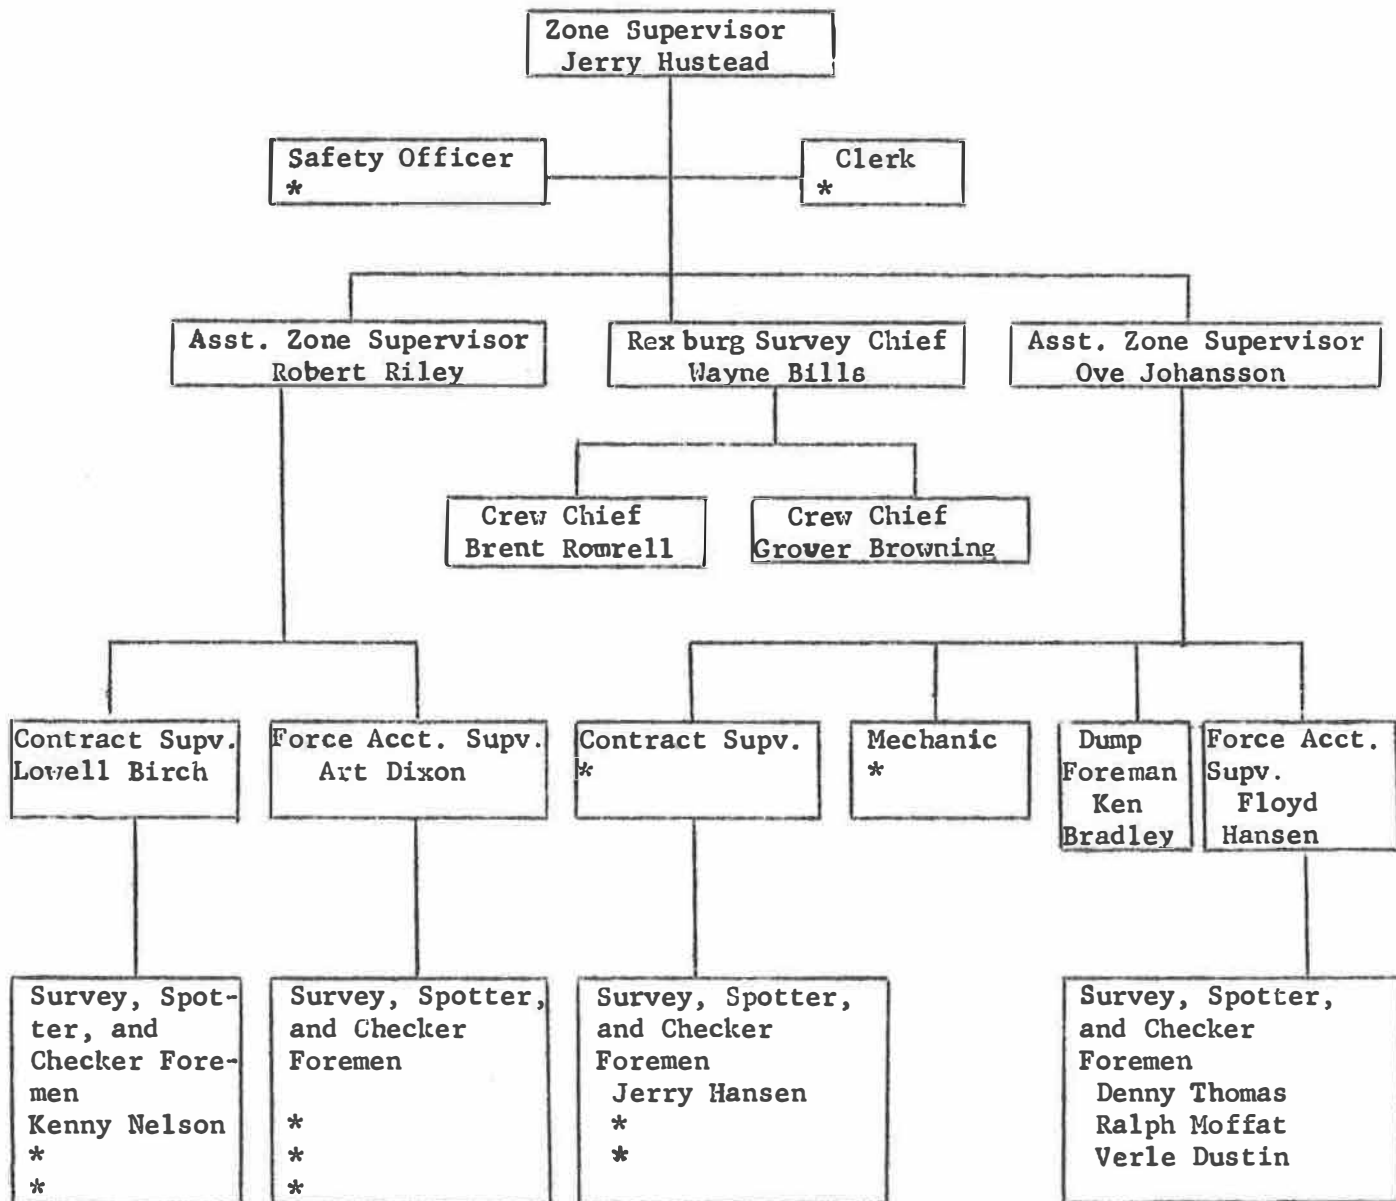 Zone Supervisor
Jerry Hustead
Safety Officer
*
Clerk
*
Asst. Zone Supervisor
Robert Riley
Rexburg Survey Chief
Wayne Bills
Asst. Zone Supervisor
Ove Johansson
Crew Chief
Brent Romrell
Crew Chief
Grover Browning
Contract Supv.
Lowell Birch
Force Acct. Supv.
Art Dixon
Contract Supv.
*
Mechanic
*
Dump
Foreman
Ken
Bradley
Force Acct.
Supv.
Floyd
Hansen
Survey, Spot-
ter, and
Checker Fore-
men
Kenny Nelson
*
*
Survey, Spotter,
and Checker
Foremen
*
*
*
Survey, Spotter,
and Checker
Foremen
Jerry Hansen
*
*
Survey, Spotter,
and Checker
Foremen
Denny Thomas
Ralph Moffat
Verle Dustin